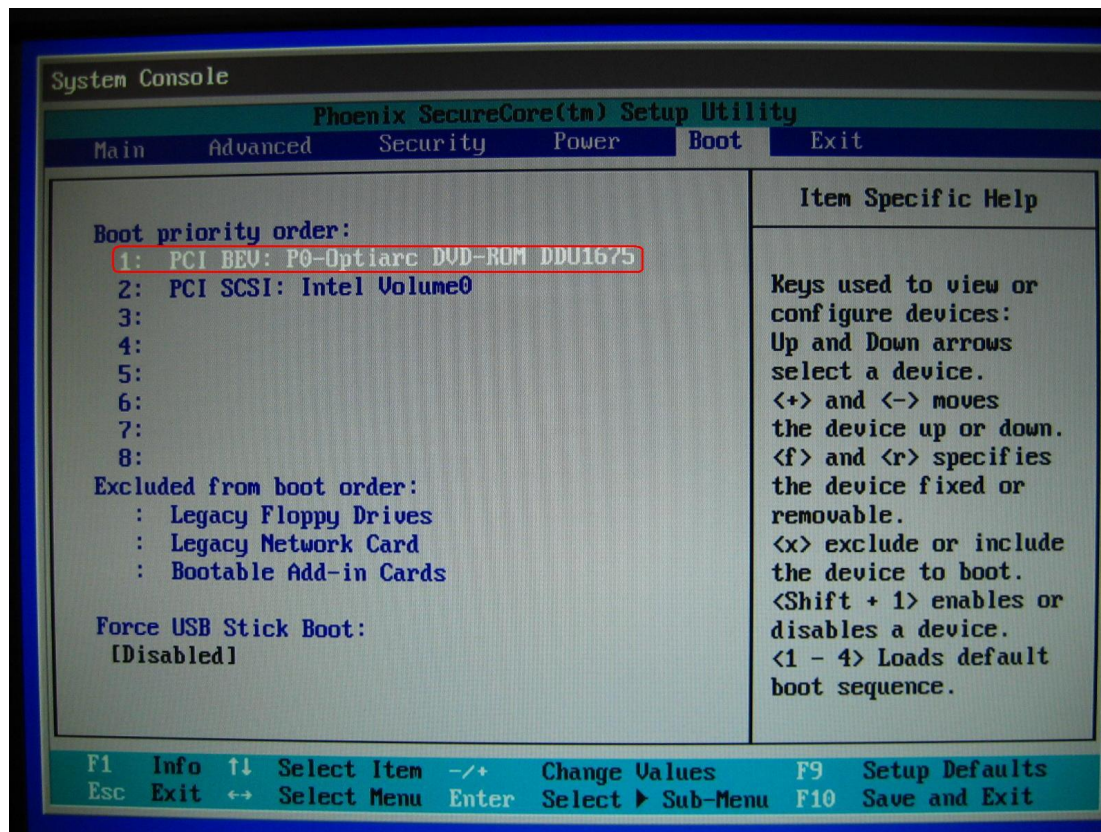 System Console
Phoenix SecureCore(tm) Setup Utility
Main Advanced Security Power Boot Exit
Boot priority order:
1: PCI BEV: P0-Optiarc DVD-ROM DDU1675
2: PCI SCSI: Intel Volume0
3:
4:
5:
6:
7:
8:
Excluded from boot order:
: Legacy Floppy Drives
: Legacy Network Card
: Bootable Add-in Cards
Force USB Stick Boot:
[Disabled]
Item Specific Help
Keys used to view or
configure devices:
Up and Down arrows
select a device.
<+> and <-> moves
the device up or down.
<f> and <r> specifies
the device fixed or
removable.
<x> exclude or include
the device to boot.
<Shift + 1> enables or
disables a device.
<1 - 4> Loads default
boot sequence.
F1 Info ↑↓ Select Item -/+ Change Values F9 Setup Defaults
Esc Exit ↔ Select Menu Enter Select ▶ Sub-Menu F10 Save and Exit